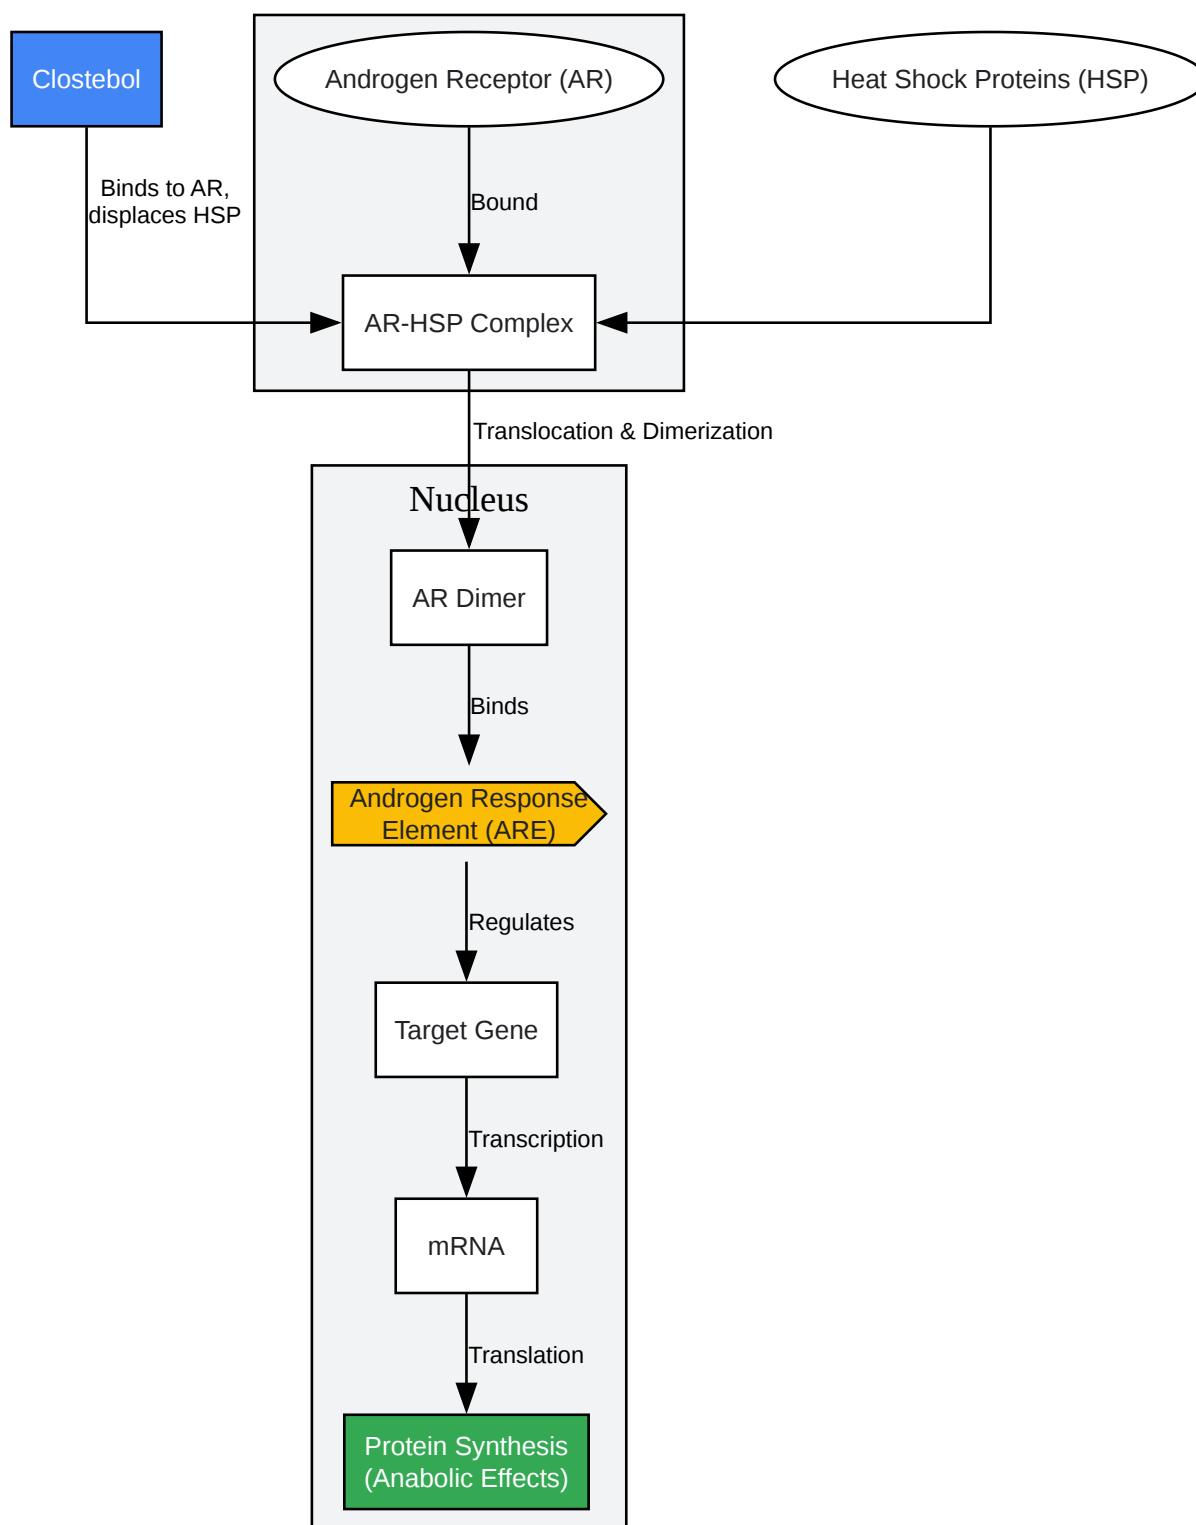 Clostebol
Androgen Receptor (AR)
Heat Shock Proteins (HSP)
Binds to AR,
displaces HSP
Bound
AR-HSP Complex
Translocation & Dimerization
Nucleus
AR Dimer
Binds
Androgen Response
Element (ARE)
Regulates
Target Gene
Transcription
mRNA
Translation
Protein Synthesis
(Anabolic Effects)